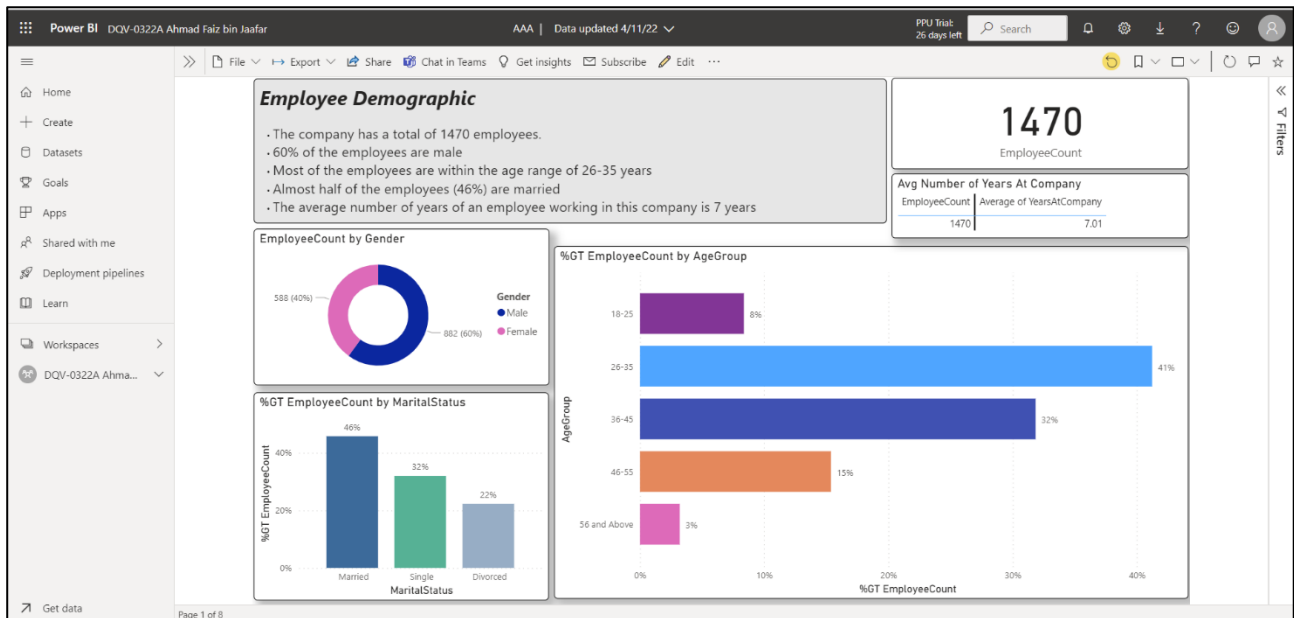 Power BI DQV-0322A Ahmad Faiz bin Jaafar
AAA | Data updated 4/11/22
PPU Trial:
26 days left
Search
File
Export
Share
Chat in Teams
Get insights
Subscribe
Edit
Home
Create
Datasets
Goals
Apps
Shared with me
Deployment pipelines
Learn
Workspaces
DQV-0322A Ahma...
Get data
Employee Demographic
· The company has a total of 1470 employees.
· 60% of the employees are male
· Most of the employees are within the age range of 26-35 years
· Almost half of the employees (46%) are married
· The average number of years of an employee working in this company is 7 years
1470
EmployeeCount
Avg Number of Years At Company
EmployeeCount Average of YearsAtCompany
1470 7.01
EmployeeCount by Gender
588 (40%)
882 (60%)
Gender
Male
Female
%GT EmployeeCount by MaritalStatus
%GT EmployeeCount
40%
20%
0%
46%
32%
22%
Married Single Divorced
MaritalStatus
%GT EmployeeCount by AgeGroup
AgeGroup
18-25 8%
26-35 41%
36-45 32%
46-55 15%
56 and Above 3%
0% 10% 20% 30% 40%
%GT EmployeeCount
Filters
Page 1 of 8